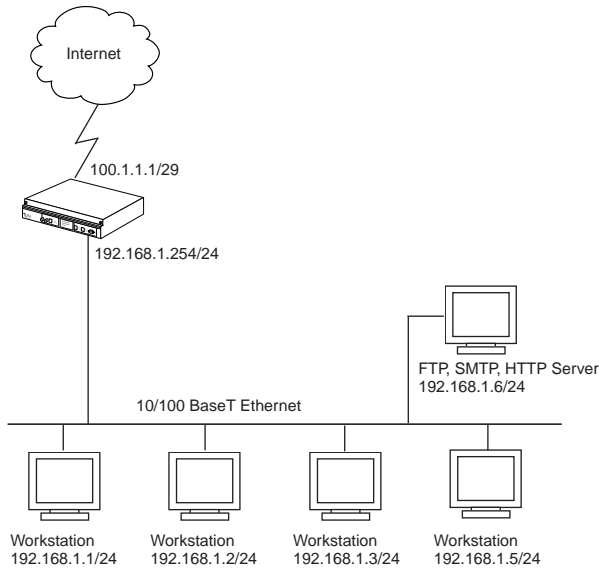 Internet
100.1.1.1/29
192.168.1.254/24
FTP, SMTP, HTTP Server
192.168.1.6/24
10/100 BaseT Ethernet
Workstation
192.168.1.1/24
Workstation
192.168.1.2/24
Workstation
192.168.1.3/24
Workstation
192.168.1.5/24